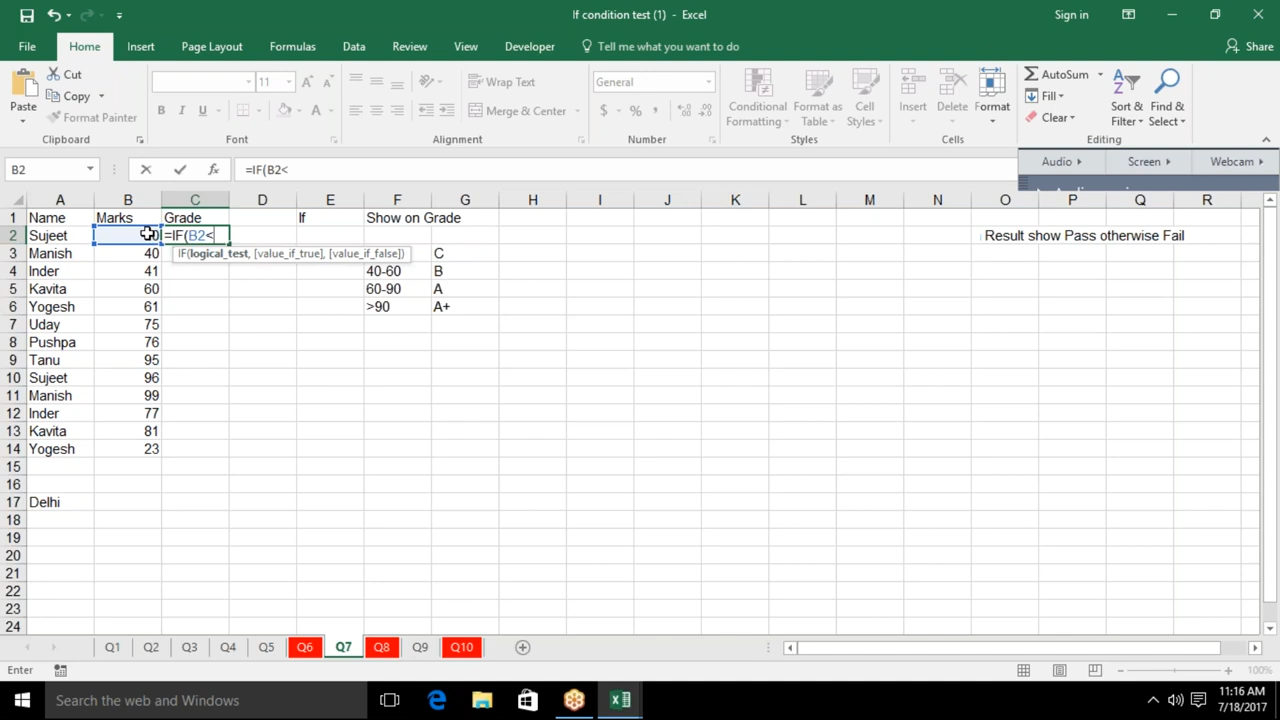 If condition test (1) - Excel
Sign in
File Home Insert Page Layout Formulas Data Review View Developer Tell me what you want to do Share
Paste Cut Copy Format Painter
11 A A
B I U A
Wrap Text
Merge & Center
General
$ % ,
Conditional Formatting Format as Table Cell Styles
Insert Delete Format
AutoSum Fill Clear
Sort & Filter Find & Select
Clipboard Font Alignment Number Styles Cells Editing
B2 fx =IF(B2<
Audio Screen Webcam
A B C D E F G H I J K L M N O P Q R
1 Name Marks Grade If Show on Grade
2 Sujeet 0 =IF(B2< Result show Pass otherwise Fail
IF(logical_test, [value_if_true], [value_if_false])
3 Manish 40 C
4 Inder 41 40-60 B
5 Kavita 60 60-90 A
6 Yogesh 61 >90 A+
7 Uday 75
8 Pushpa 76
9 Tanu 95
10 Sujeet 96
11 Manish 99
12 Inder 77
13 Kavita 81
14 Yogesh 23
15
16
17 Delhi
18
19
20
21
22
23
24
Q1 Q2 Q3 Q4 Q5 Q6 Q7 Q8 Q9 Q10
Enter 100%
Search the web and Windows
11:16 AM
7/18/2017